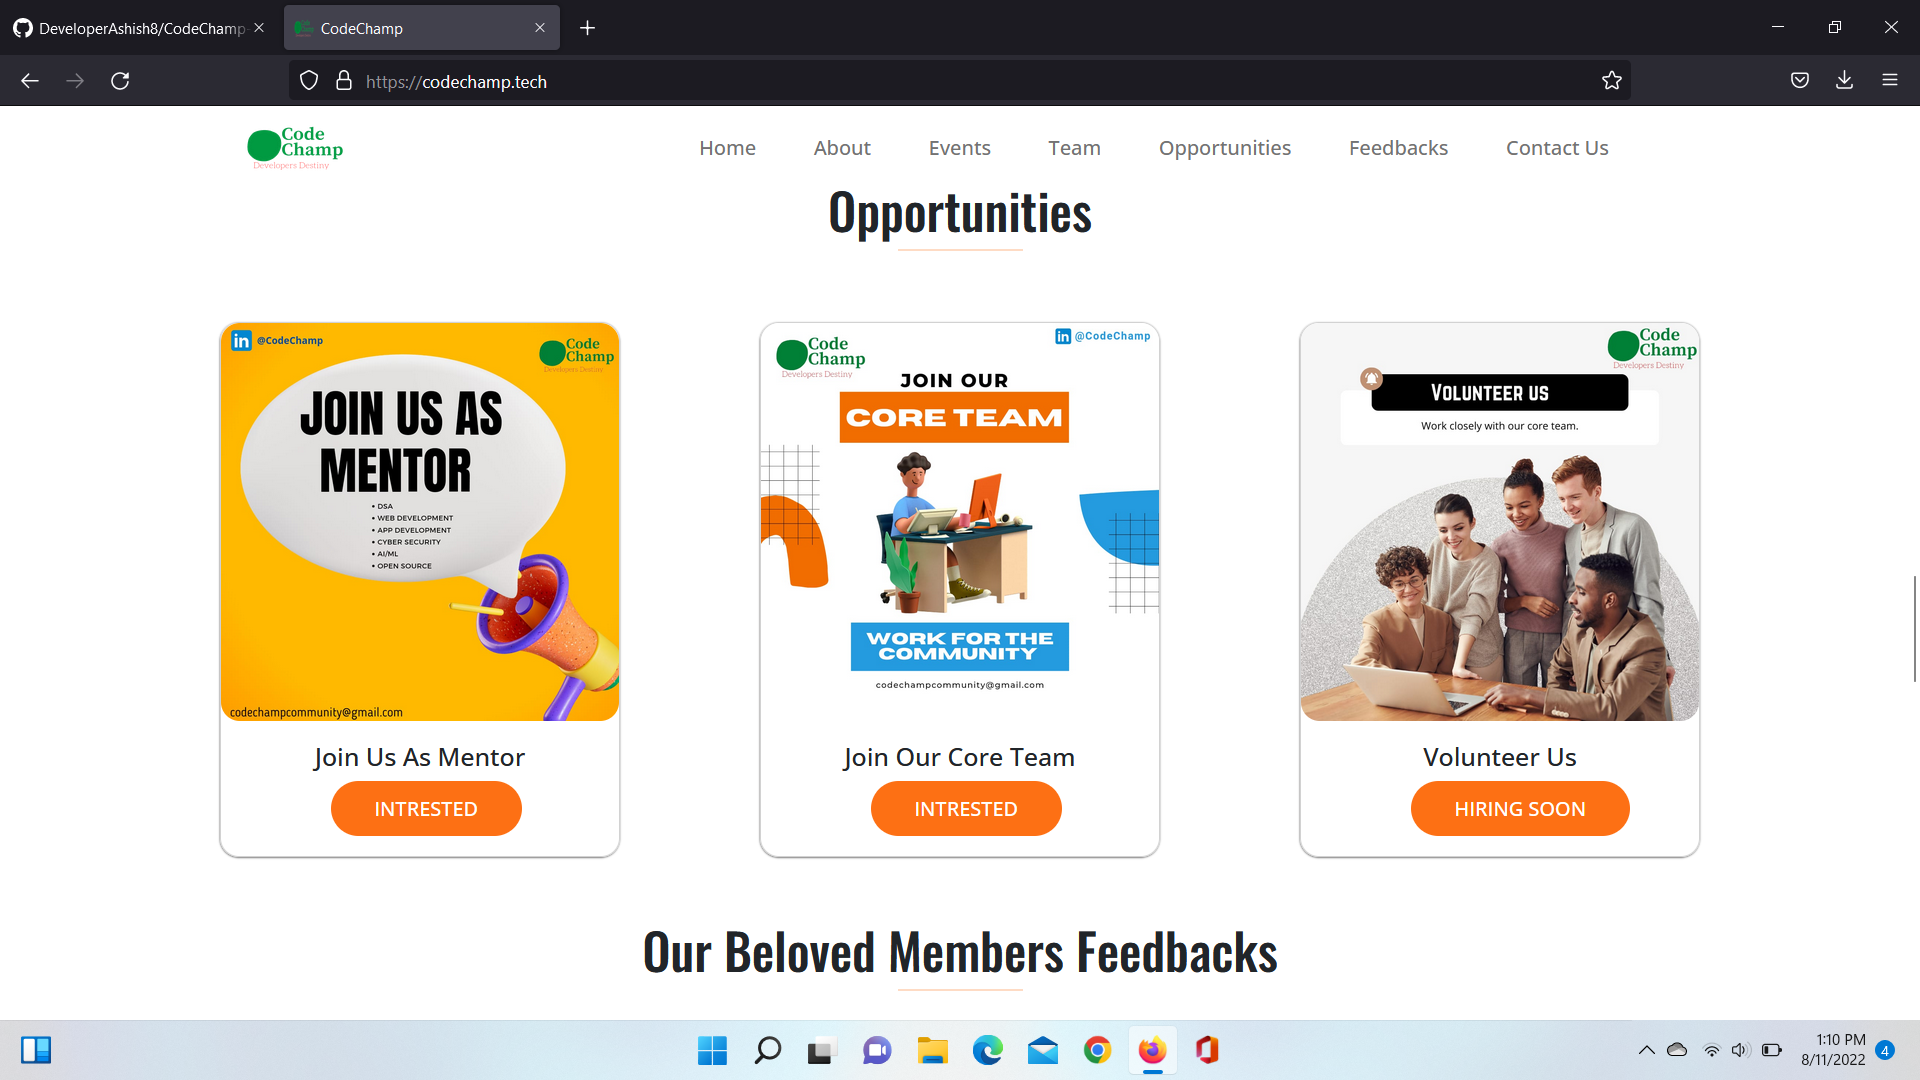 DeveloperAshish8/CodeChamp-
CodeChamp
https://codechamp.tech
Code
Champ
Developers Destiny
Home About Events Team Opportunities Feedbacks Contact Us
Opportunities
in @CodeChamp
Code
Champ
Developers Destiny
JOIN US AS
MENTOR
• DSA
• WEB DEVELOPMENT
• APP DEVELOPMENT
• CYBER SECURITY
• AI/ML
• OPEN SOURCE
codechampcommunity@gmail.com
Join Us As Mentor
INTRESTED
Code
Champ
Developers Destiny
in @CodeChamp
JOIN OUR
CORE TEAM
WORK FOR THE
COMMUNITY
codechampcommunity@gmail.com
Join Our Core Team
INTRESTED
Code
Champ
Developers Destiny
VOLUNTEER US
Work closely with our core team.
Volunteer Us
HIRING SOON
Our Beloved Members Feedbacks
1:10 PM
8/11/2022
4